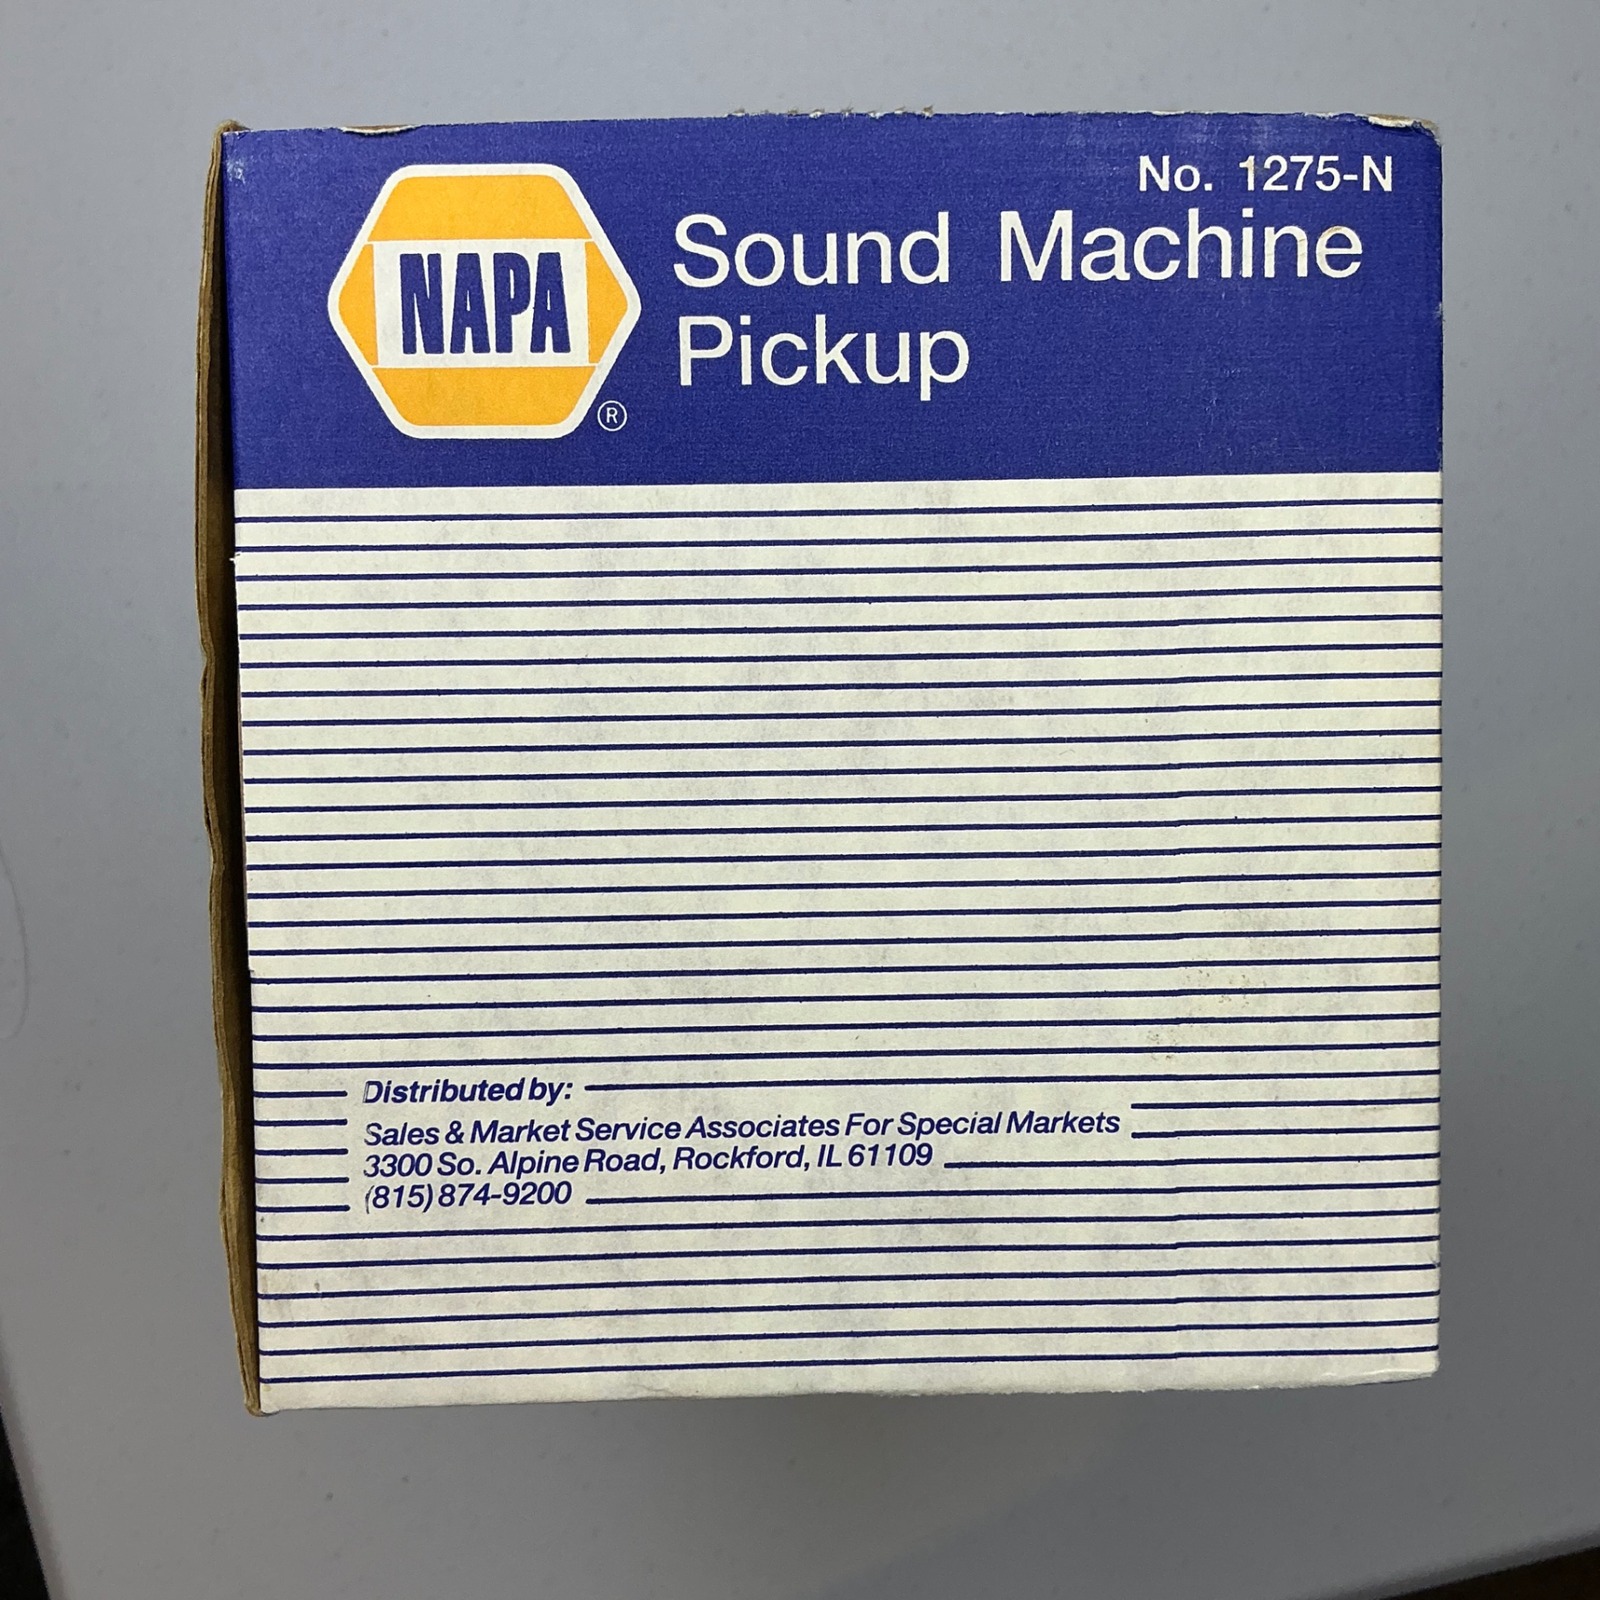 No. 1275-N
NAPA
®
Sound Machine
Pickup
Distributed by:
Sales & Market Service Associates For Special Markets
3300 So. Alpine Road, Rockford, IL 61109
(815) 874-9200